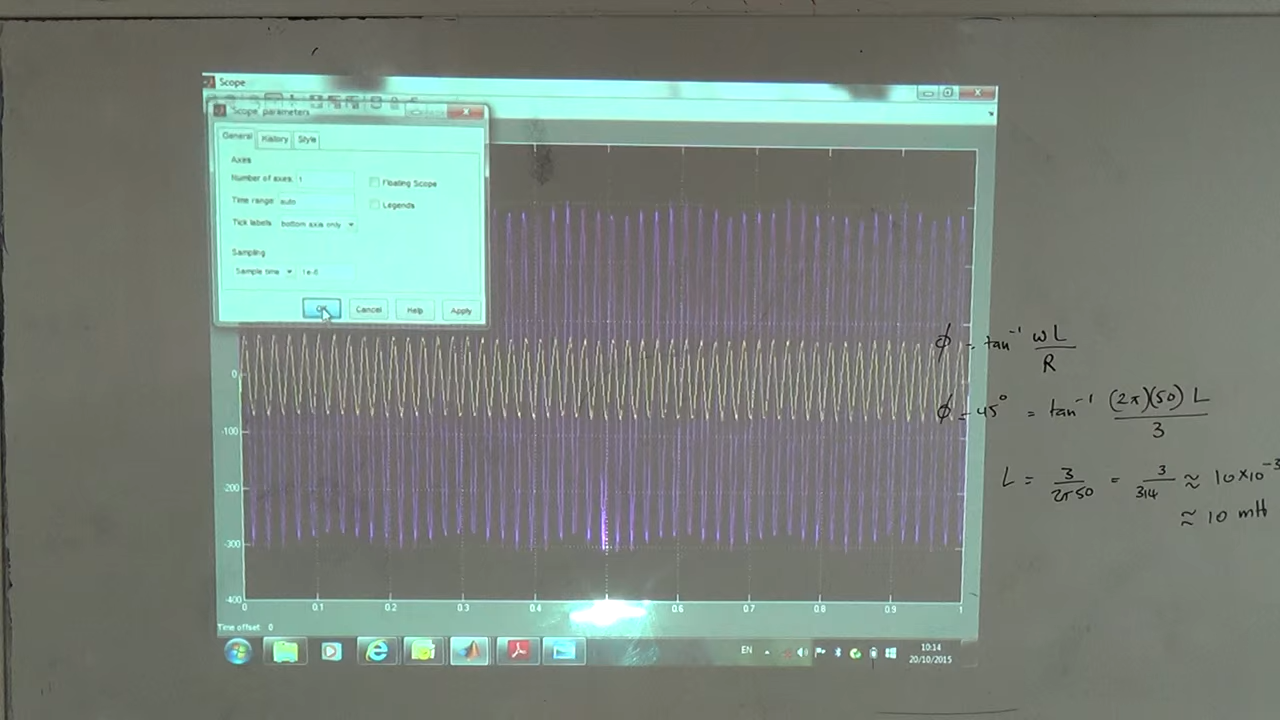 Scope
Scope parameters
General History Style
Axes
Number of axes: 1
Floating Scope
Time range: auto
Legends
Tick labels: bottom axis only
Sampling
Sample time
OK Cancel Help Apply
0
-100
-200
-300
-400
0 0.1 0.2 0.3 0.4 0.6 0.7 0.8 0.9 1
Time offset: 0
EN
10:14
20/10/2015
ϕ = tan⁻¹ ωL / R
ϕ = 45° = tan⁻¹ (2π)(50) L / 3
L = 3 / 2π50 = 3 / 314 ≈ 10×10⁻³
≈ 10 mH